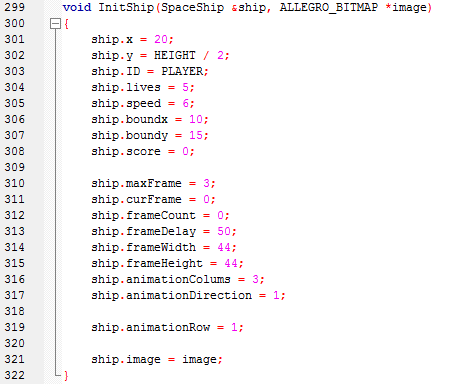 299 void InitShip(SpaceShip &ship, ALLEGRO_BITMAP *image)
300 {
301 ship.x = 20;
302 ship.y = HEIGHT / 2;
303 ship.ID = PLAYER;
304 ship.lives = 5;
305 ship.speed = 6;
306 ship.boundx = 10;
307 ship.boundy = 15;
308 ship.score = 0;
309
310 ship.maxFrame = 3;
311 ship.curFrame = 0;
312 ship.frameCount = 0;
313 ship.frameDelay = 50;
314 ship.frameWidth = 44;
315 ship.frameHeight = 44;
316 ship.animationColums = 3;
317 ship.animationDirection = 1;
318
319 ship.animationRow = 1;
320
321 ship.image = image;
322 }